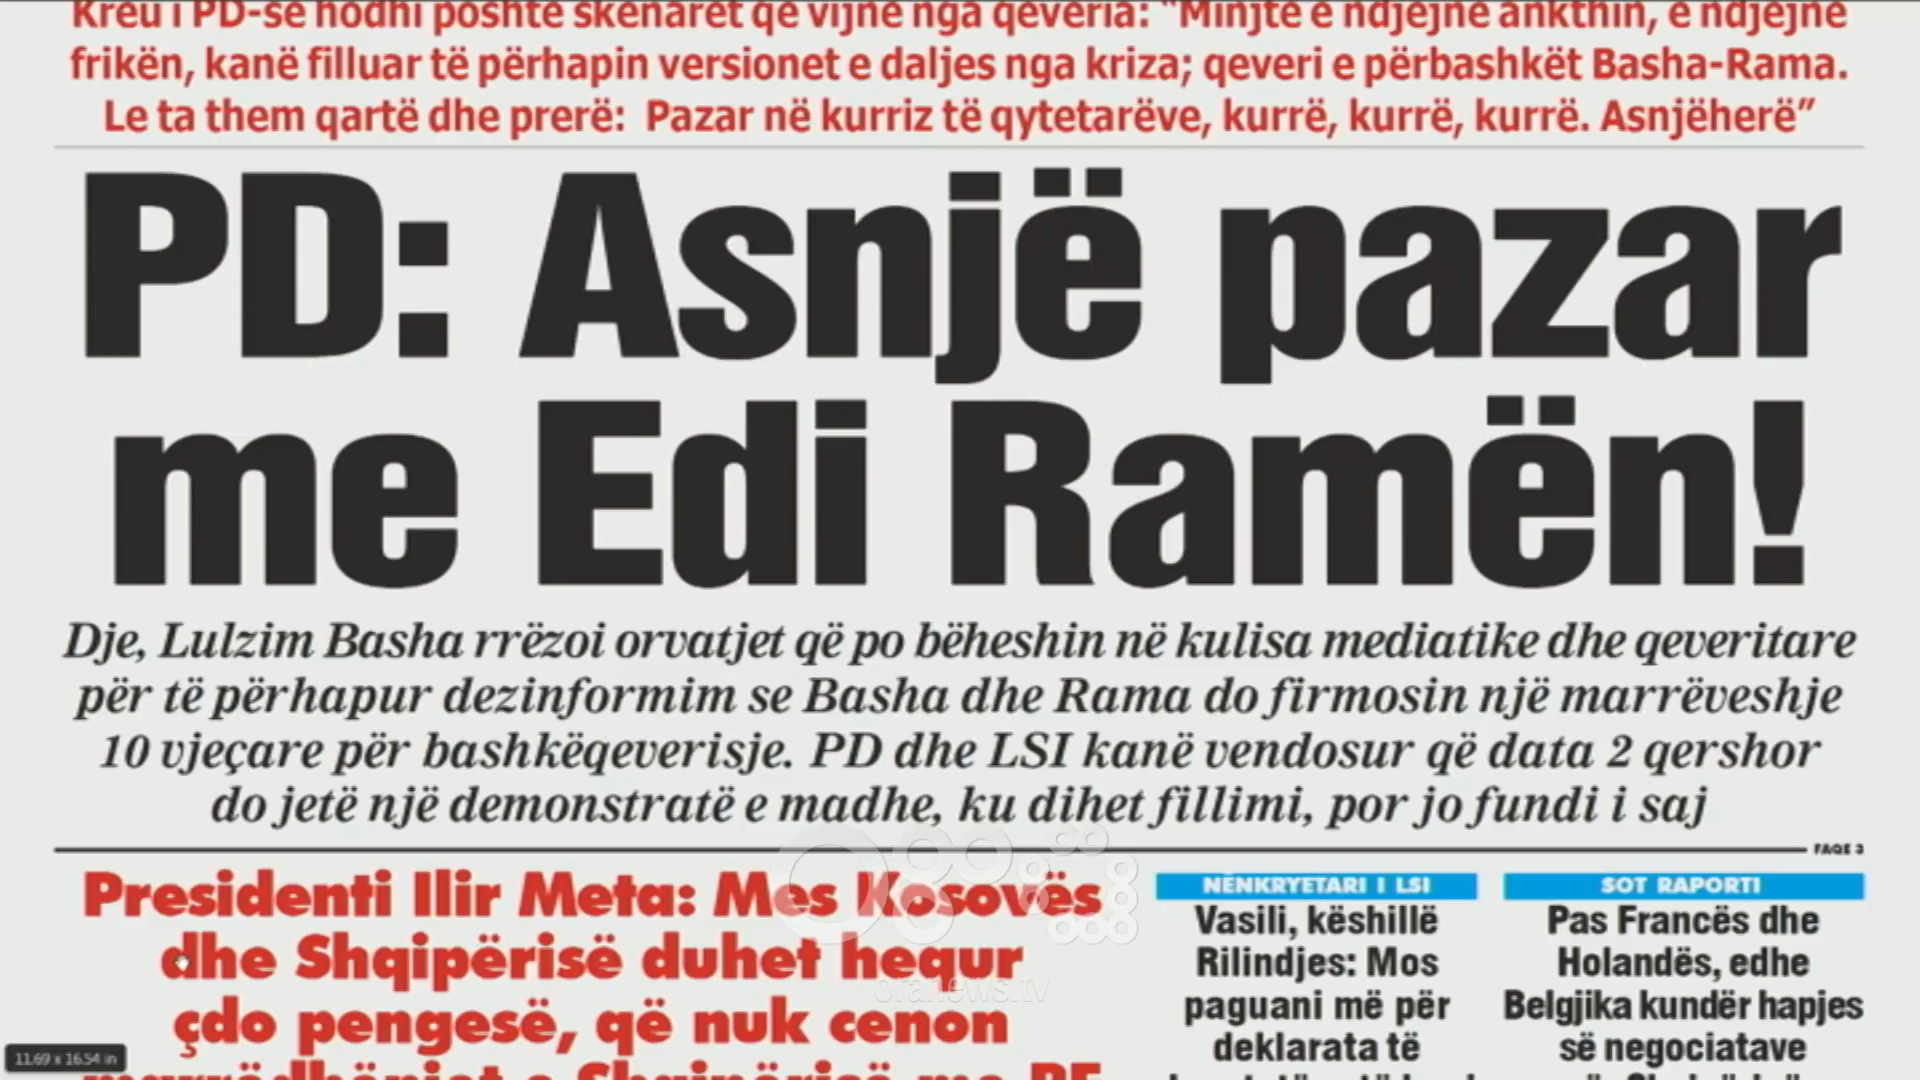 Kreu i PD-së hodhi poshtë skenarët që vijnë nga qeveria: "Minjtë e ndjejnë ankthin, e ndjejnë
frikën, kanë filluar të përhapin versionet e daljes nga kriza; qeveri e përbashkët Basha-Rama.
Le ta them qartë dhe prerë: Pazar në kurriz të qytetarëve, kurrë, kurrë, kurrë. Asnjëherë"
PD: Asnjë pazar
me Edi Ramën!
Dje, Lulzim Basha rrëzoi orvatjet që po bëheshin në kulisa mediatike dhe qeveritare
për të përhapur dezinformim se Basha dhe Rama do firmosin një marrëveshje
10 vjeçare për bashkëqeverisje. PD dhe LSI kanë vendosur që data 2 qershor
do jetë një demonstratë e madhe, ku dihet fillimi, por jo fundi i saj
FAQE 3
Presidenti Ilir Meta: Mes Kosovës
dhe Shqipërisë duhet hequr
çdo pengesë, që nuk cenon
marrëdhëniet e Shqipërisë me BE
NËNKRYETARI I LSI
Vasili, këshillë
Rilindjes: Mos
paguani më për
deklarata të
SOT RAPORTI
Pas Francës dhe
Holandës, edhe
Belgjika kundër hapjes
së negociatave
oranews.tv
11.69 x 16.54 in